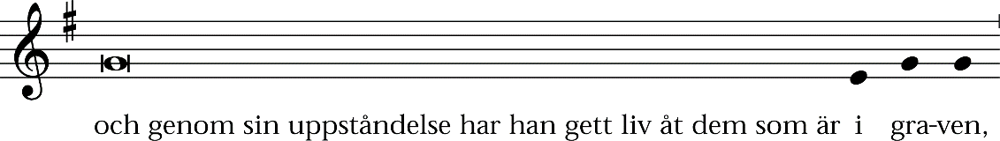 och genom sin uppståndelse har han gett liv åt dem som är i gra-ven,